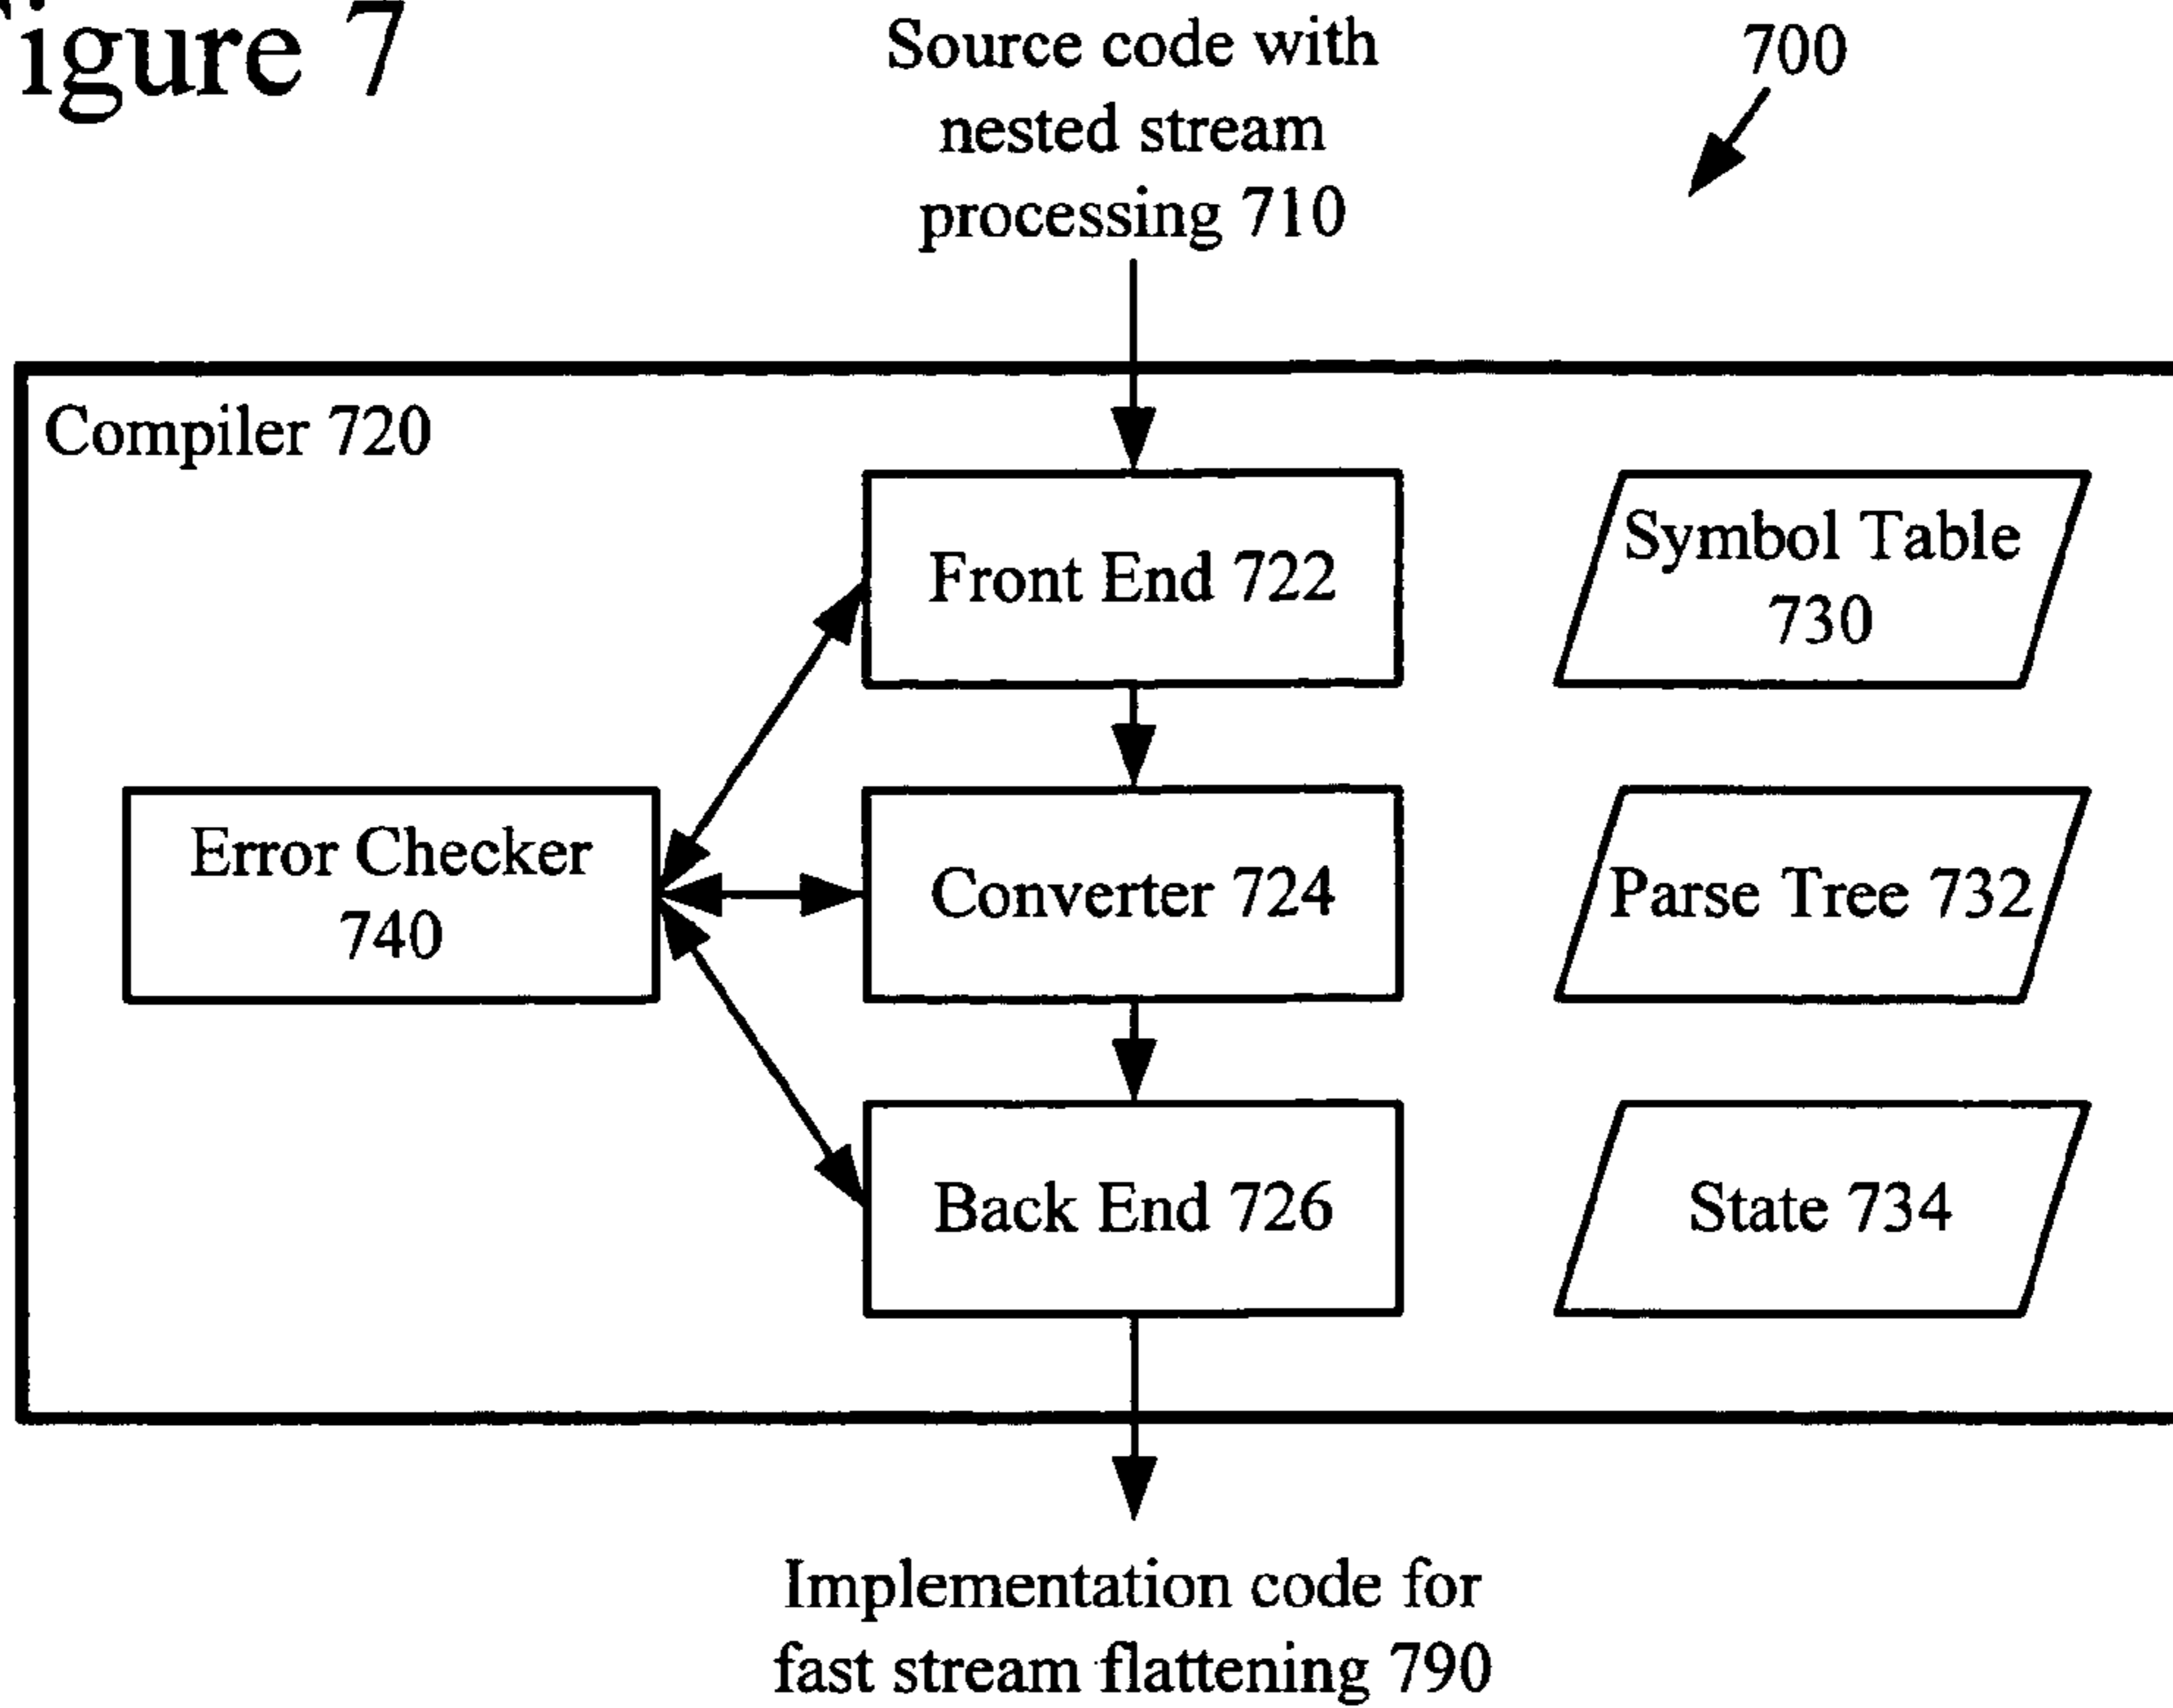 Figure 7
Source code with
nested stream
processing 710
700
Compiler 720
Front End 722
Symbol Table
730
Error Checker
740
Converter 724
Parse Tree 732
Back End 726
State 734
Implementation code for
fast stream flattening 790